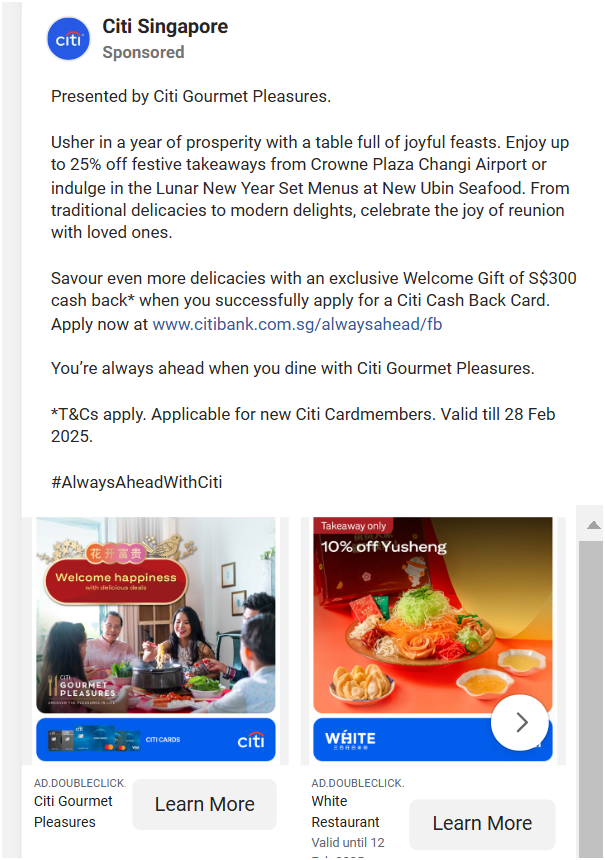 Citi Singapore
citi
Sponsored
Presented by Citi Gourmet Pleasures.
Usher in a year of prosperity with a table full of joyful feasts. Enjoy up
to 25% off festive takeaways from Crowne Plaza Changi Airport or
indulge in the Lunar New Year Set Menus at New Ubin Seafood. From
traditional delicacies to modern delights, celebrate the joy of reunion
with loved ones.
Savour even more delicacies with an exclusive Welcome Gift of S$300
cash back* when you successfully apply for a Citi Cash Back Card.
Apply now at www.citibank.com.sg/alwaysahead/fb
You’re always ahead when you dine with Citi Gourmet Pleasures.
*T&Cs apply. Applicable for new Citi Cardmembers. Valid till 28 Feb
2025.
#AlwaysAheadWithCiti
花开富贵
Welcome happiness
with delicious deals
CITI
GOURMET
PLEASURES
CITI CARDS
citi
AD.DOUBLECLICK.
Citi Gourmet
Pleasures
Learn More
Takeaway only
10% off Yusheng
WHITE
AD.DOUBLECLICK.
White
Restaurant
Valid until 12
Learn More